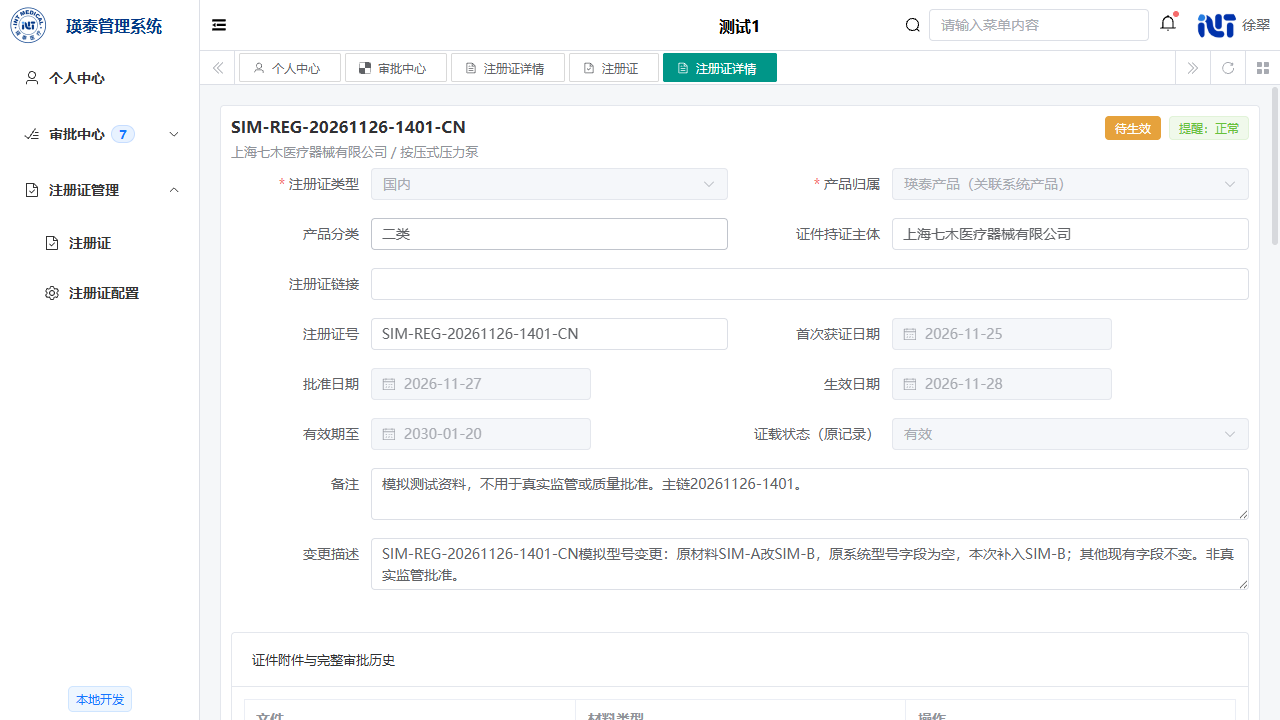 瑛泰管理系统
测试1
请输入菜单内容
徐翠
个人中心
审批中心 7
注册证管理
注册证
注册证配置
本地开发
个人中心
审批中心
注册证详情
注册证
注册证详情
SIM-REG-20261126-1401-CN
待生效
提醒：正常
上海七木医疗器械有限公司 / 按压式压力泵
* 注册证类型 国内
* 产品归属 瑛泰产品（关联系统产品）
产品分类 二类
证件持证主体 上海七木医疗器械有限公司
注册证链接
注册证号 SIM-REG-20261126-1401-CN
首次获证日期 2026-11-25
批准日期 2026-11-27
生效日期 2026-11-28
有效期至 2030-01-20
证载状态（原记录） 有效
备注 模拟测试资料，不用于真实监管或质量批准。主链20261126-1401。
变更描述 SIM-REG-20261126-1401-CN模拟型号变更：原材料SIM-A改SIM-B，原系统型号字段为空，本次补入SIM-B；其他现有字段不变。非真
实监管批准。
证件附件与完整审批历史
文件 材料类型 操作